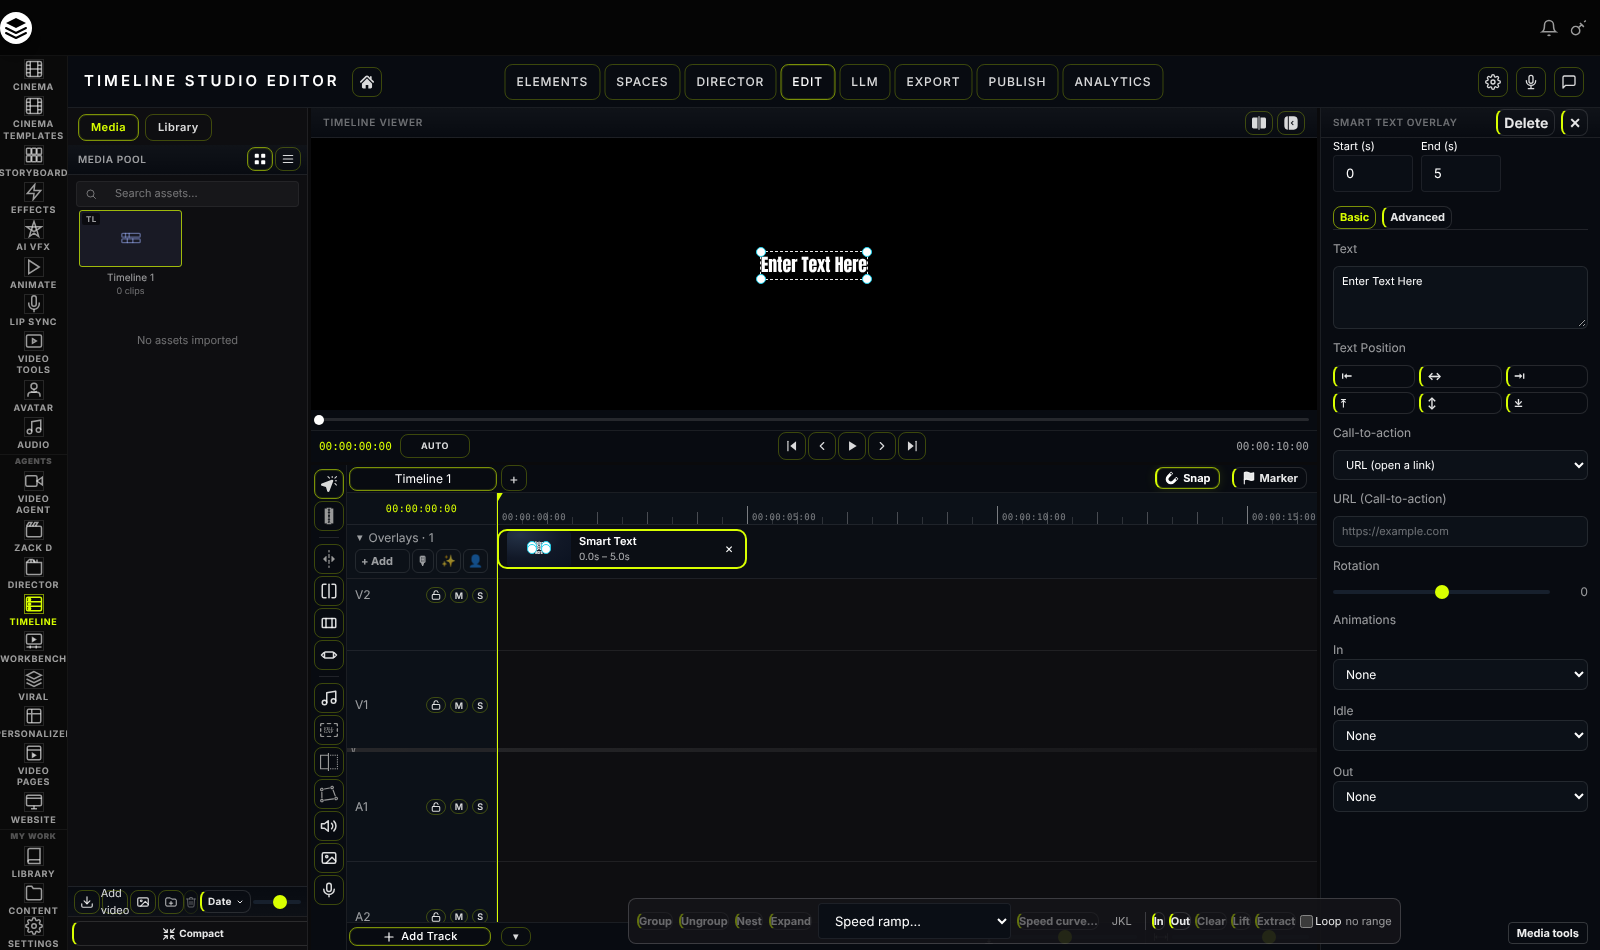 TIMELINE STUDIO EDITOR
ELEMENTS
SPACES
DIRECTOR
EDIT
LLM
EXPORT
PUBLISH
ANALYTICS
CINEMA
CINEMA
TEMPLATES
STORYBOARD
EFFECTS
AI VFX
ANIMATE
LIP SYNC
VIDEO
TOOLS
AVATAR
AUDIO
AGENTS
VIDEO
AGENT
ZACK D
DIRECTOR
TIMELINE
WORKBENCH
VIRAL
PERSONALIZE
VIDEO
PAGES
WEBSITE
MY WORK
LIBRARY
CONTENT
SETTINGS
Media
Library
MEDIA POOL
Search assets...
TL
Timeline 1
0 clips
No assets imported
Add
video
Date
Compact
TIMELINE VIEWER
Enter Text Here
00:00:00:00
AUTO
00:00:10:00
Timeline 1
+
Snap
Marker
00:00:00:00
00:00:00:00
00:00:05:00
00:00:10:00
00:00:15:00
Overlays · 1
+ Add
Smart Text
0.0s – 5.0s
V2
M
S
V1
M
S
A1
M
S
A2
M
S
+ Add Track
Group
Ungroup
Nest
Expand
Speed ramp...
Speed curve...
JKL
In
Out
Clear
Lift
Extract
Loop
no range
SMART TEXT OVERLAY
Delete
Start (s)
End (s)
0
5
Basic
Advanced
Text
Enter Text Here
Text Position
Call-to-action
URL (open a link)
URL (Call-to-action)
https://example.com
Rotation
0
Animations
In
None
Idle
None
Out
None
Media tools